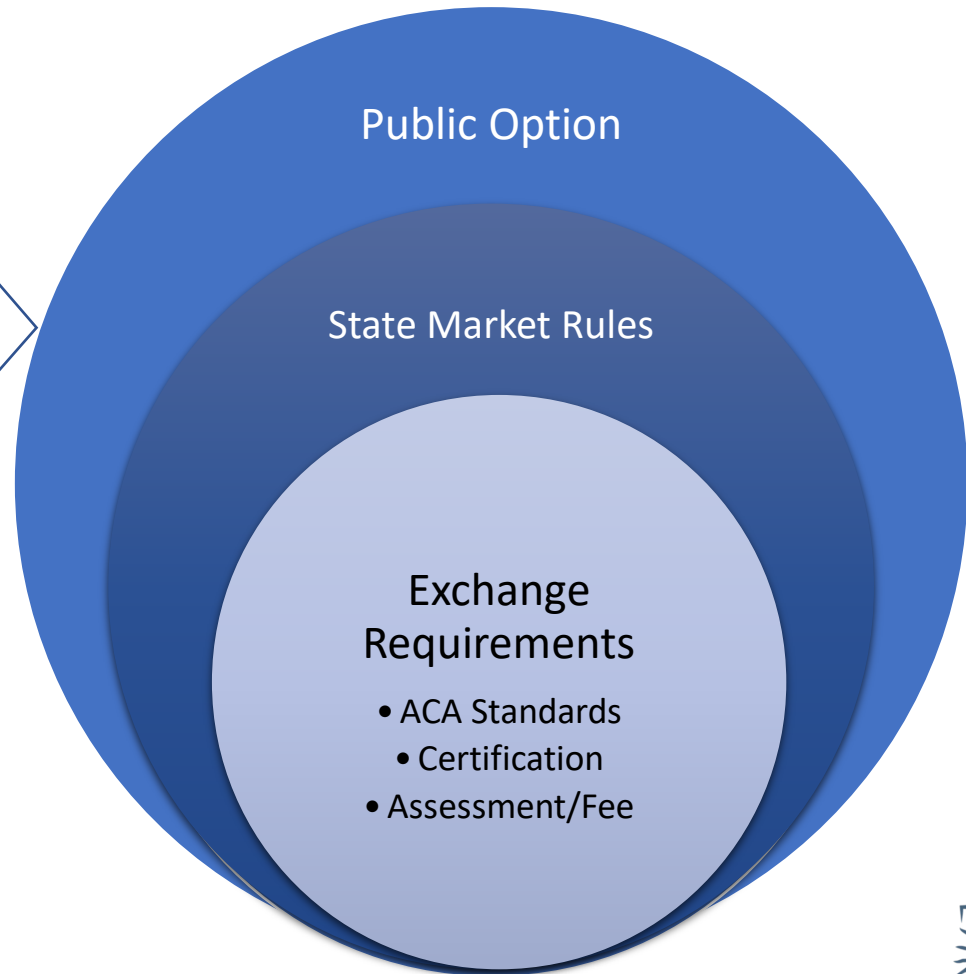 Public Option
State Market Rules
Exchange
Requirements
• ACA Standards
• Certification
• Assessment/Fee